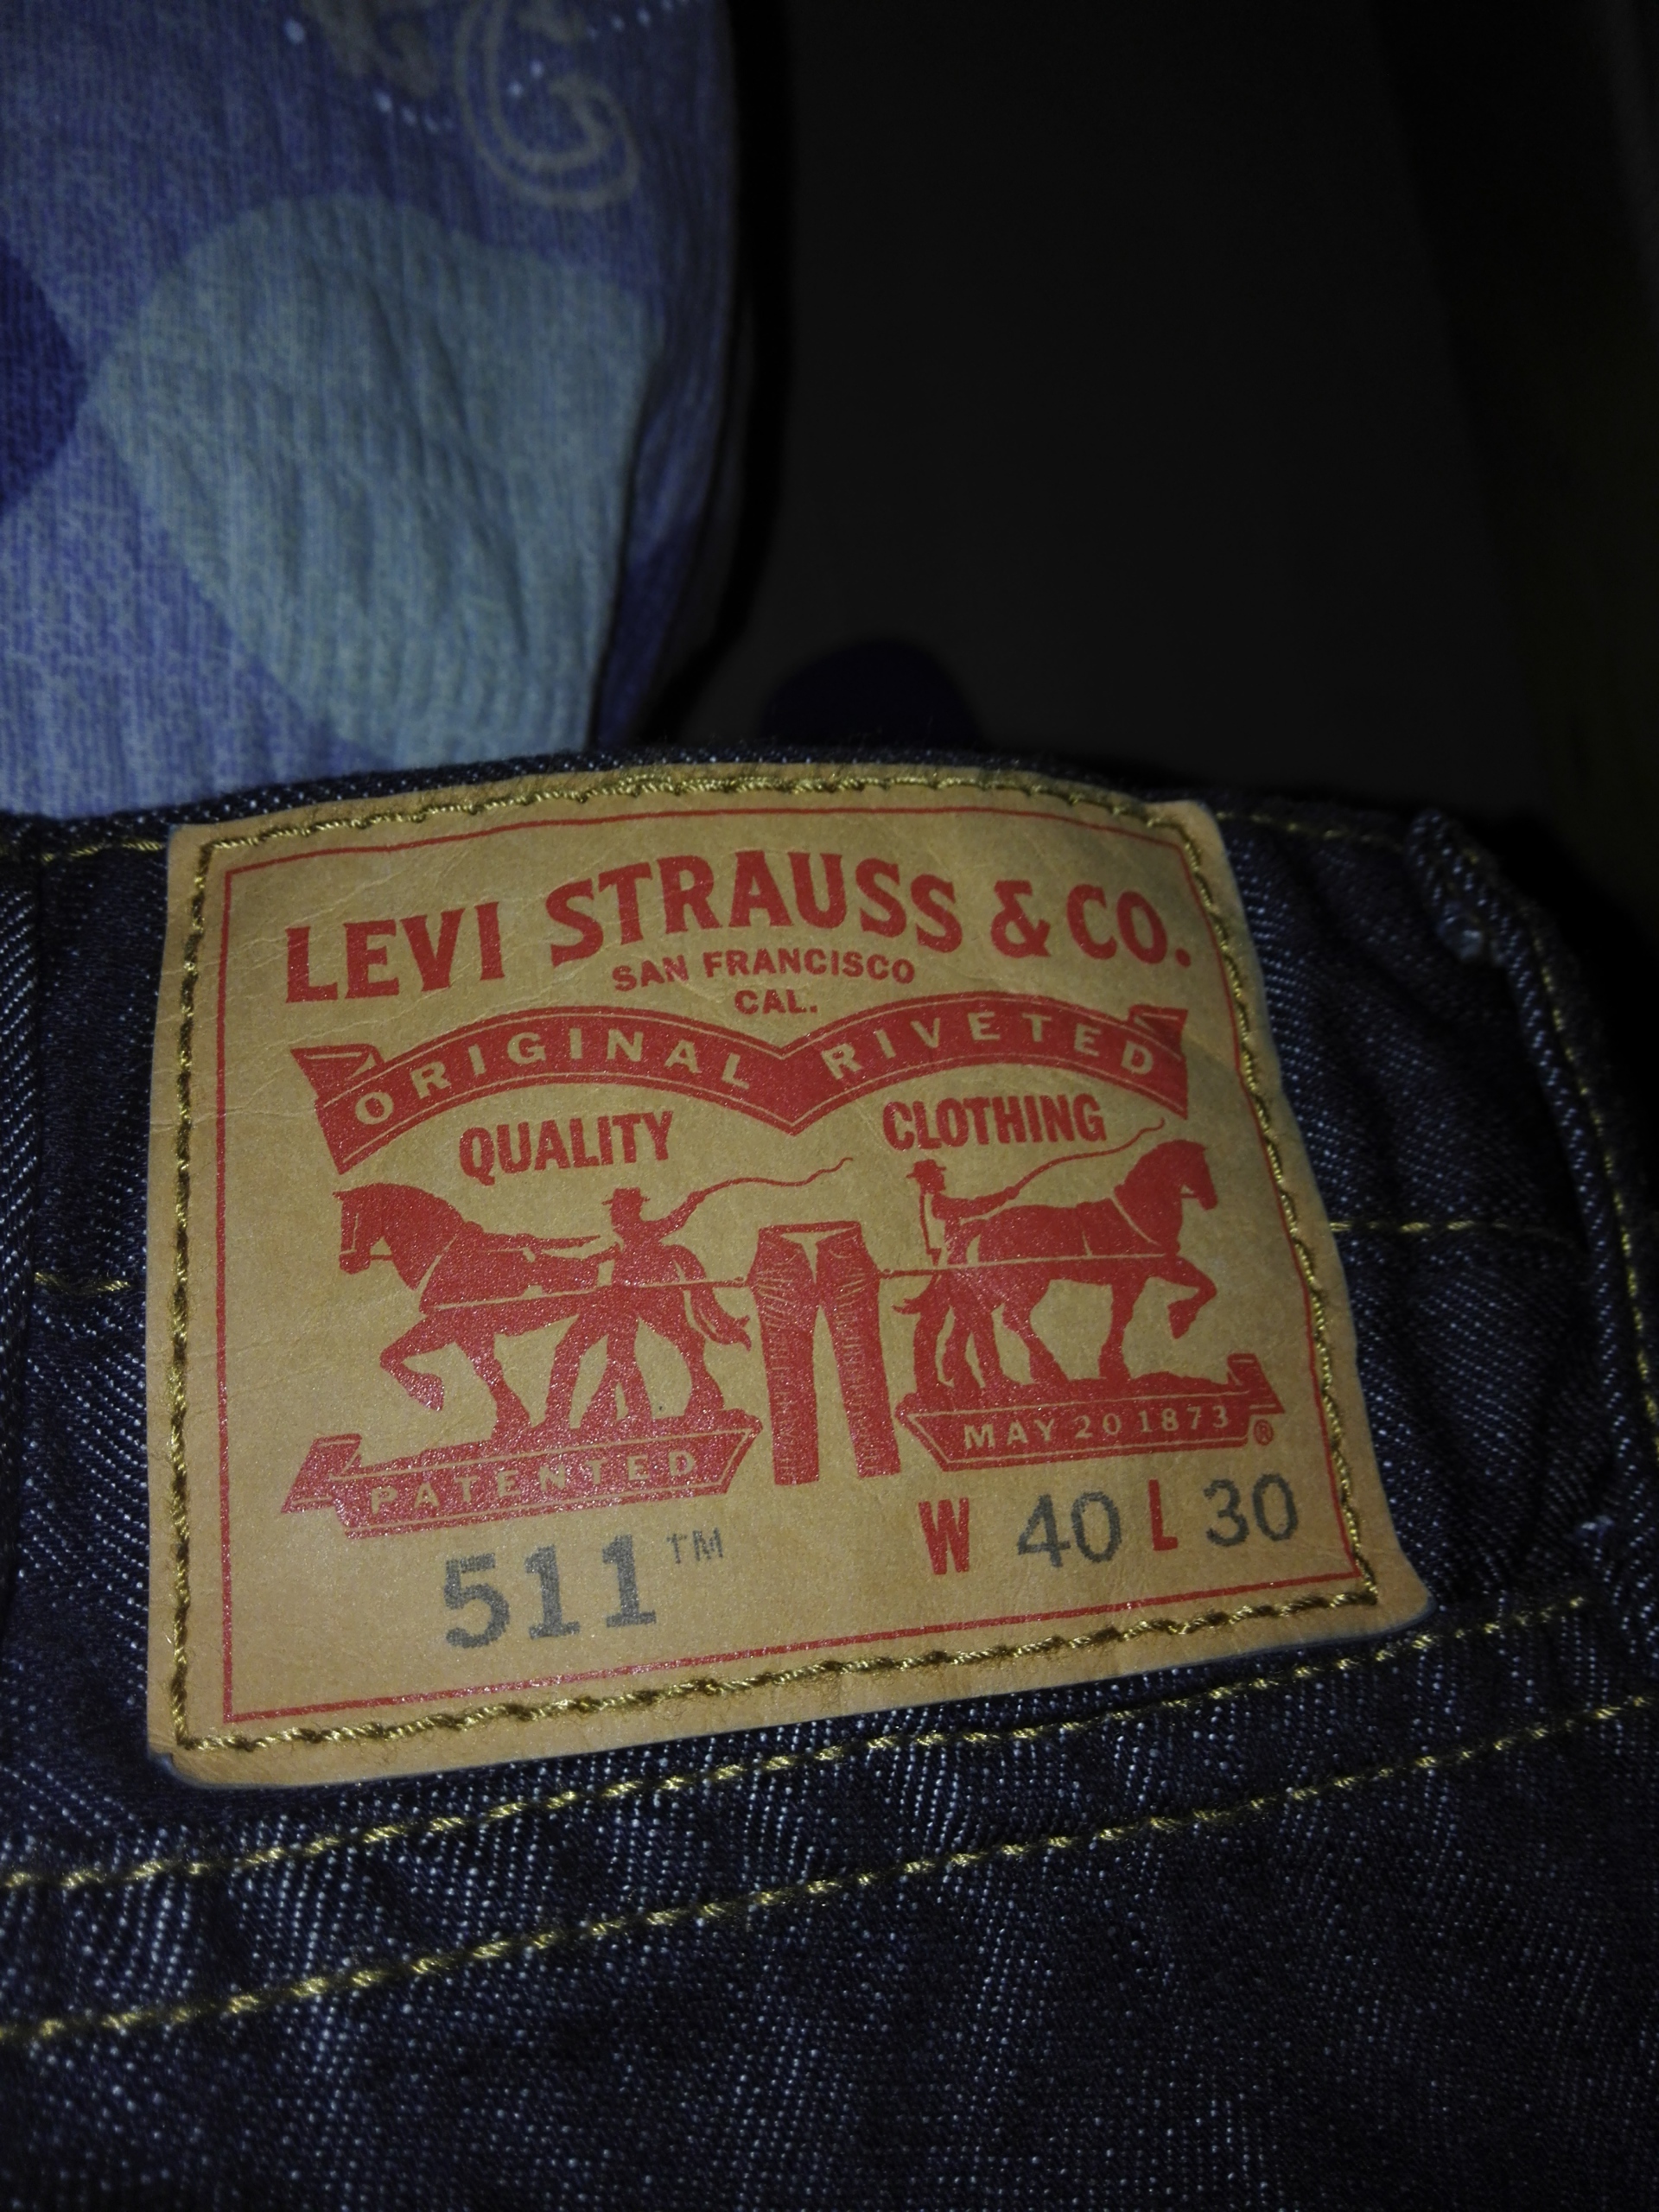 LEVI STRAUSS & CO.
SAN FRANCISCO
CAL.
ORIGINAL RIVETED
QUALITY CLOTHING
PATENTED MAY 20 1873 ®
511™ W 40 L 30